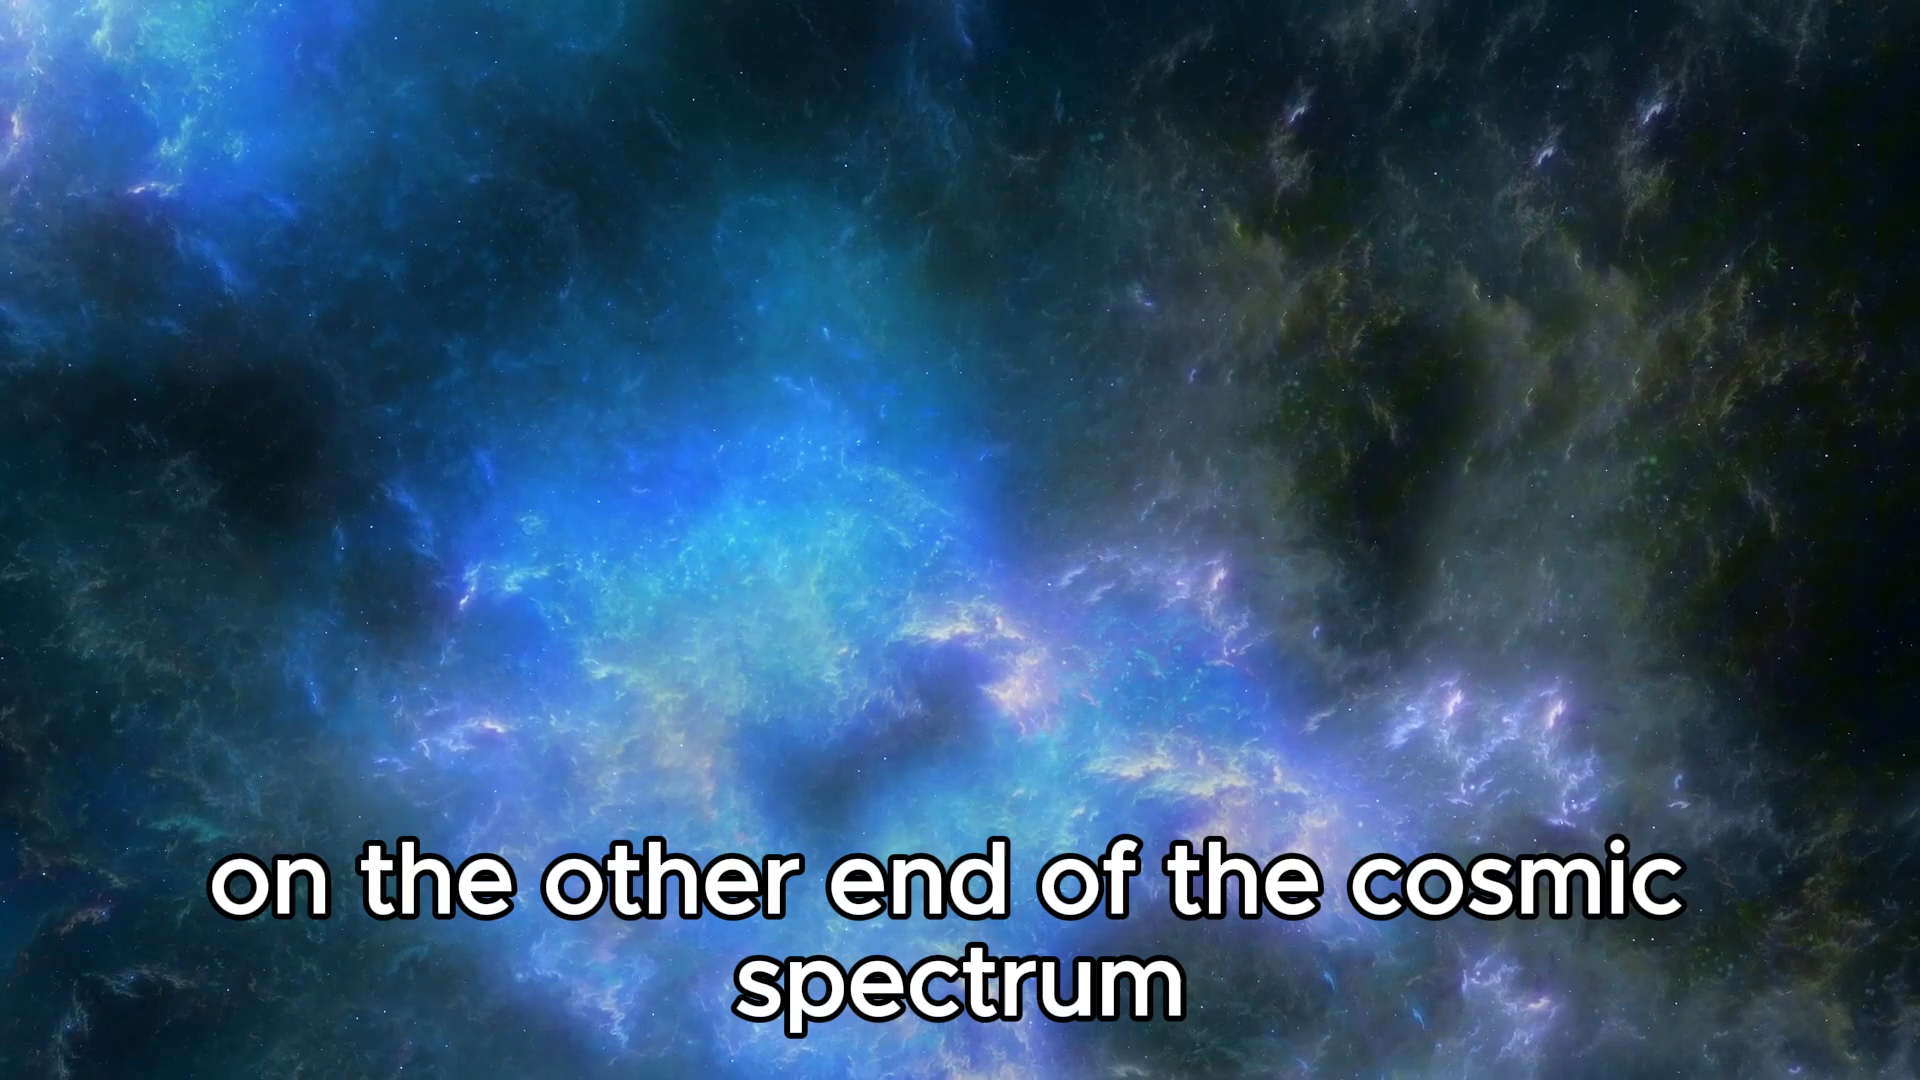 on the other end of the cosmic
spectrum